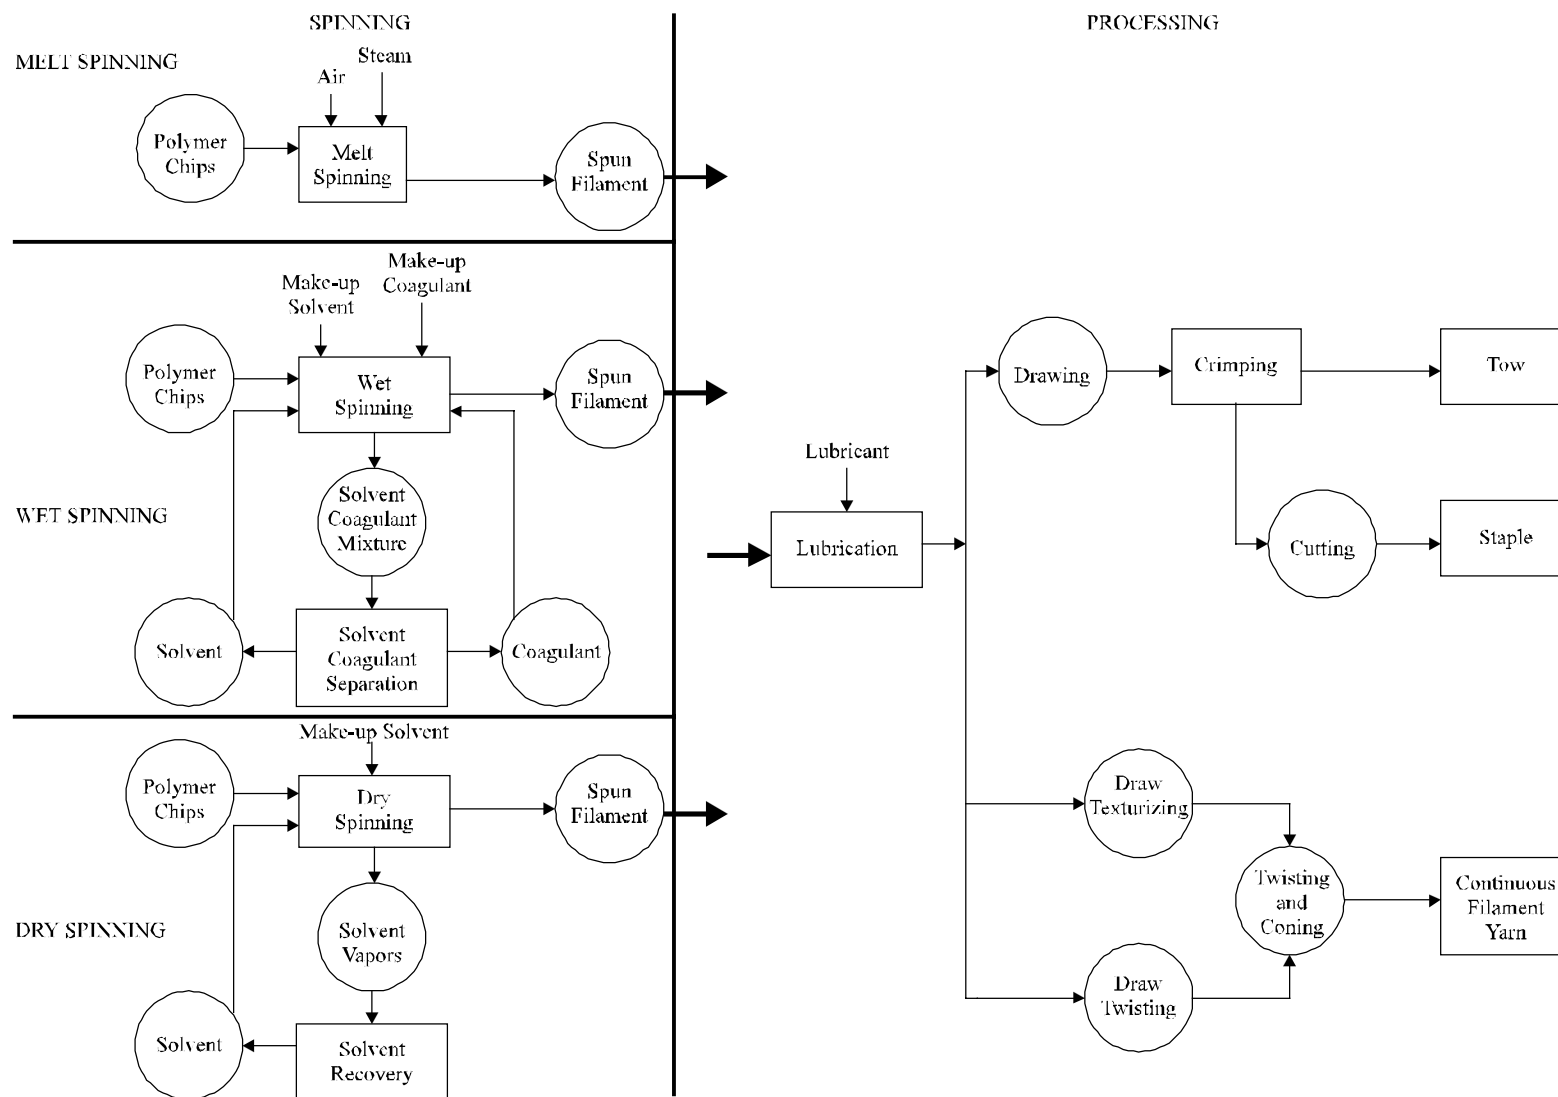 SPINNING
PROCESSING
MELT SPINNING
Steam
Air
Polymer
Chips
Melt
Spinning
Spun
Filament
Make-up
Solvent
Make-up
Coagulant
Polymer
Chips
Wet
Spinning
Spun
Filament
Solvent
Coagulant
Mixture
WET SPINNING
Solvent
Solvent
Coagulant
Separation
Coagulant
Make-up Solvent
Polymer
Chips
Dry
Spinning
Spun
Filament
DRY SPINNING
Solvent
Vapors
Solvent
Solvent
Recovery
Lubricant
Lubrication
Drawing
Crimping
Tow
Cutting
Staple
Draw
Texturizing
Twisting
and
Coning
Continuous
Filament
Yarn
Draw
Twisting